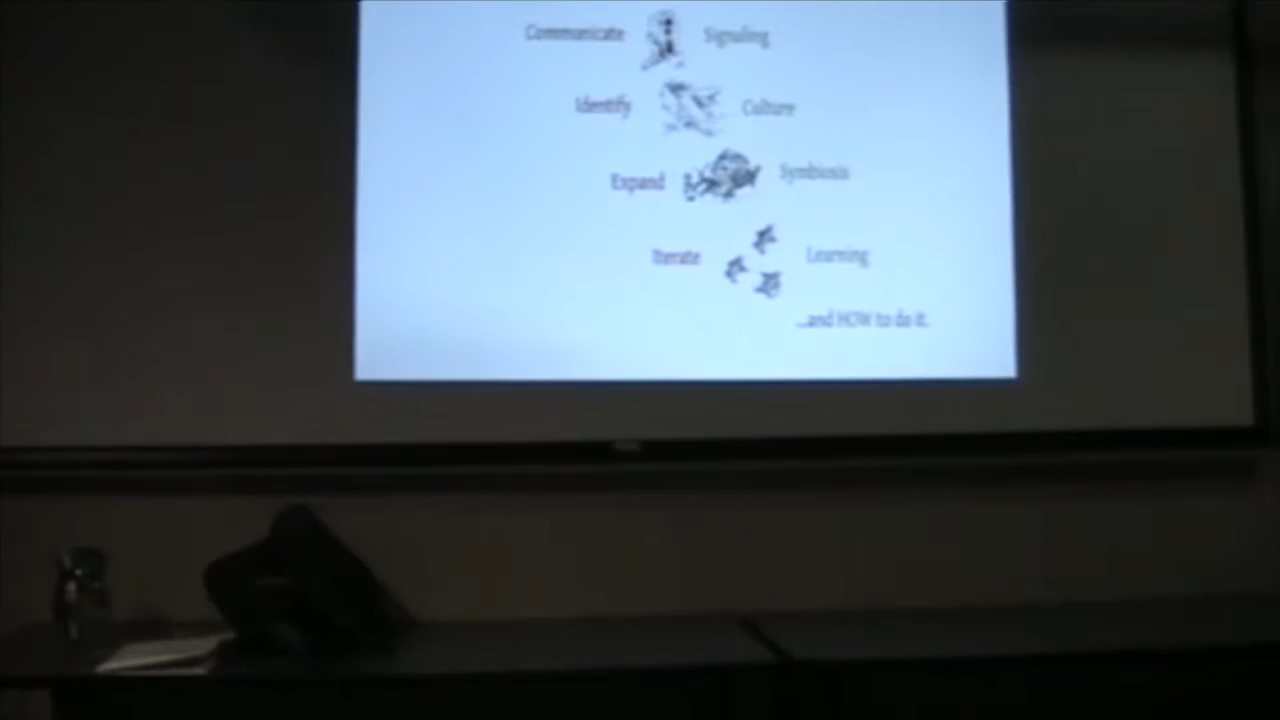 Communicate Signaling
Identify Culture
Expand Symbiosis
Iterate Learning
...and HOW to do it.